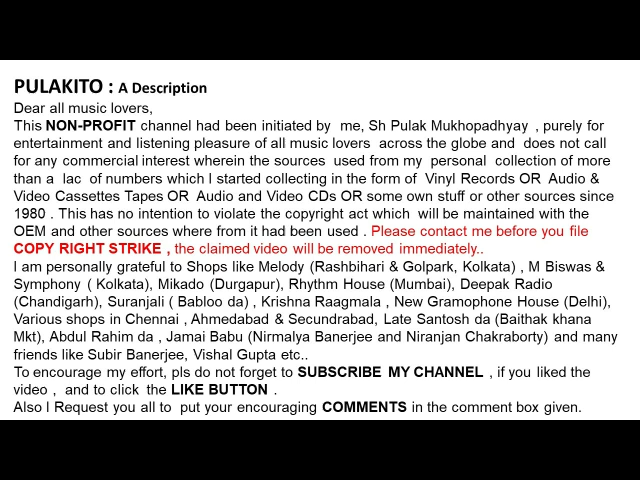 PULAKITO : A Description
Dear all music lovers,
This NON-PROFIT channel had been initiated by me, Sh Pulak Mukhopadhyay , purely for
entertainment and listening pleasure of all music lovers across the globe and does not call
for any commercial interest wherein the sources used from my personal collection of more
than a lac of numbers which I started collecting in the form of Vinyl Records OR Audio &
Video Cassettes Tapes OR Audio and Video CDs OR some own stuff or other sources since
1980 . This has no intention to violate the copyright act which will be maintained with the
OEM and other sources where from it had been used . Please contact me before you file
COPY RIGHT STRIKE , the claimed video will be removed immediately..
I am personally grateful to Shops like Melody (Rashbihari & Golpark, Kolkata) , M Biswas &
Symphony ( Kolkata), Mikado (Durgapur), Rhythm House (Mumbai), Deepak Radio
(Chandigarh), Suranjali ( Babloo da) , Krishna Raagmala , New Gramophone House (Delhi),
Various shops in Chennai , Ahmedabad & Secundrabad, Late Santosh da (Baithak khana
Mkt), Abdul Rahim da , Jamai Babu (Nirmalya Banerjee and Niranjan Chakraborty) and many
friends like Subir Banerjee, Vishal Gupta etc..
To encourage my effort, pls do not forget to SUBSCRIBE MY CHANNEL , if you liked the
video , and to click the LIKE BUTTON .
Also I Request you all to put your encouraging COMMENTS in the comment box given.